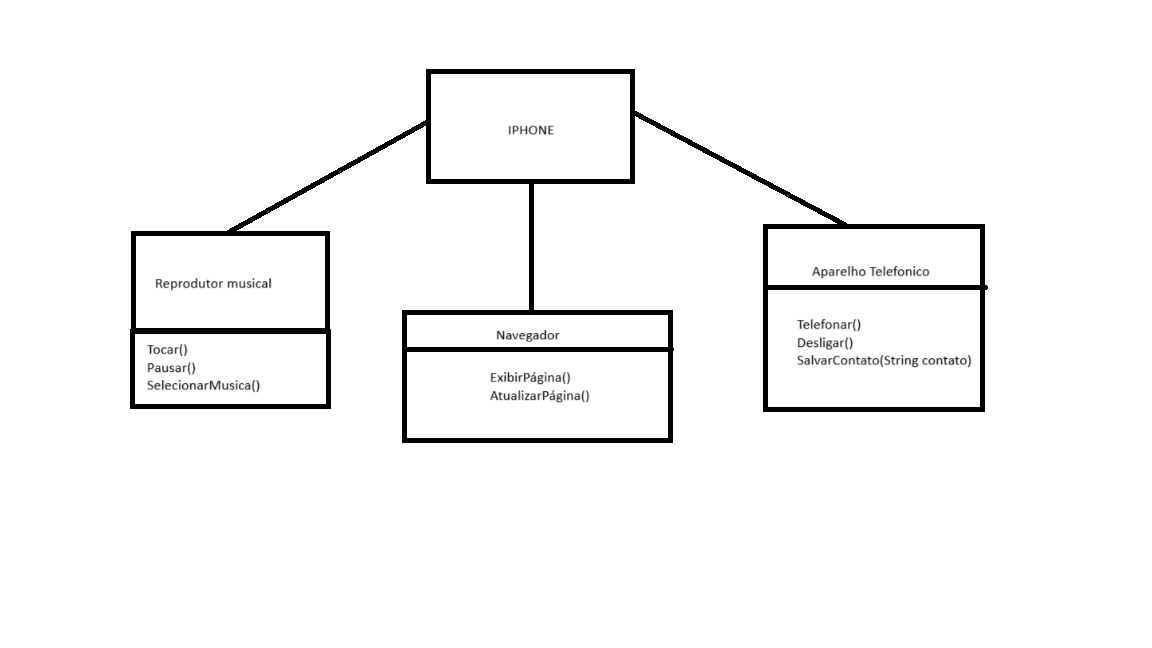 IPHONE
Reprodutor musical
Tocar()
Pausar()
SelecionarMusica()
Navegador
ExibirPágina()
AtualizarPágina()
Aparelho Telefonico
Telefonar()
Desligar()
SalvarContato(String contato)